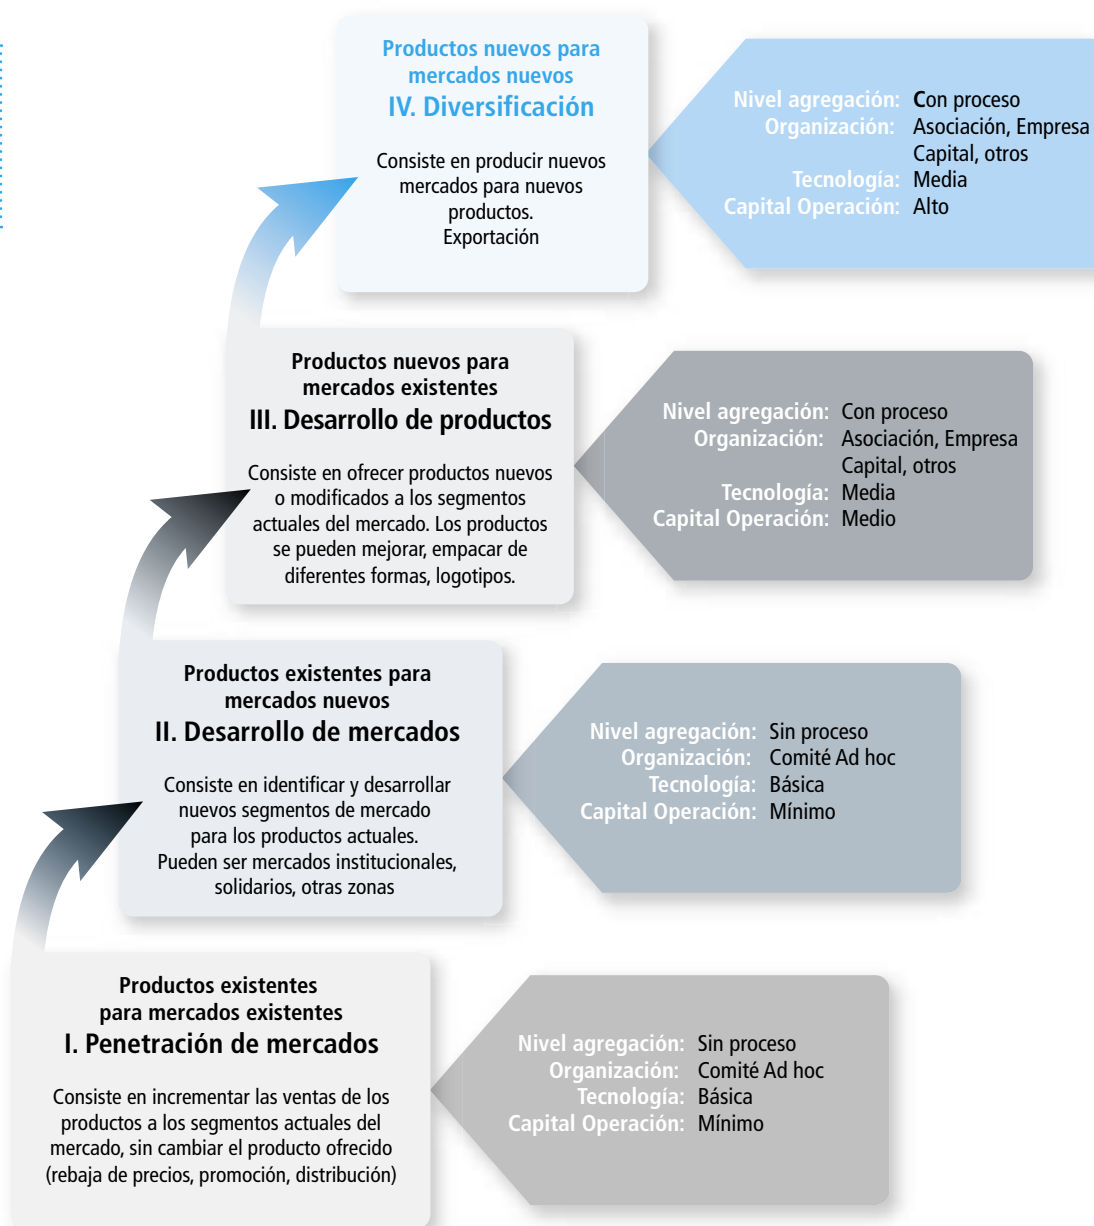 Productos nuevos para
mercados nuevos
IV. Diversificación
Consiste en producir nuevos
mercados para nuevos
productos.
Exportación
Nivel agregación: Con proceso
Organización: Asociación, Empresa
Capital, otros
Tecnología: Media
Capital Operación: Alto
Productos nuevos para
mercados existentes
III. Desarrollo de productos
Consiste en ofrecer productos nuevos
o modificados a los segmentos
actuales del mercado. Los productos
se pueden mejorar, empacar de
diferentes formas, logotipos.
Nivel agregación: Con proceso
Organización: Asociación, Empresa
Capital, otros
Tecnología: Media
Capital Operación: Medio
Productos existentes para
mercados nuevos
II. Desarrollo de mercados
Consiste en identificar y desarrollar
nuevos segmentos de mercado
para los productos actuales.
Pueden ser mercados institucionales,
solidarios, otras zonas
Nivel agregación: Sin proceso
Organización: Comité Ad hoc
Tecnología: Básica
Capital Operación: Mínimo
Productos existentes
para mercados existentes
I. Penetración de mercados
Consiste en incrementar las ventas de los
productos a los segmentos actuales del
mercado, sin cambiar el producto ofrecido
(rebaja de precios, promoción, distribución)
Nivel agregación: Sin proceso
Organización: Comité Ad hoc
Tecnología: Básica
Capital Operación: Mínimo